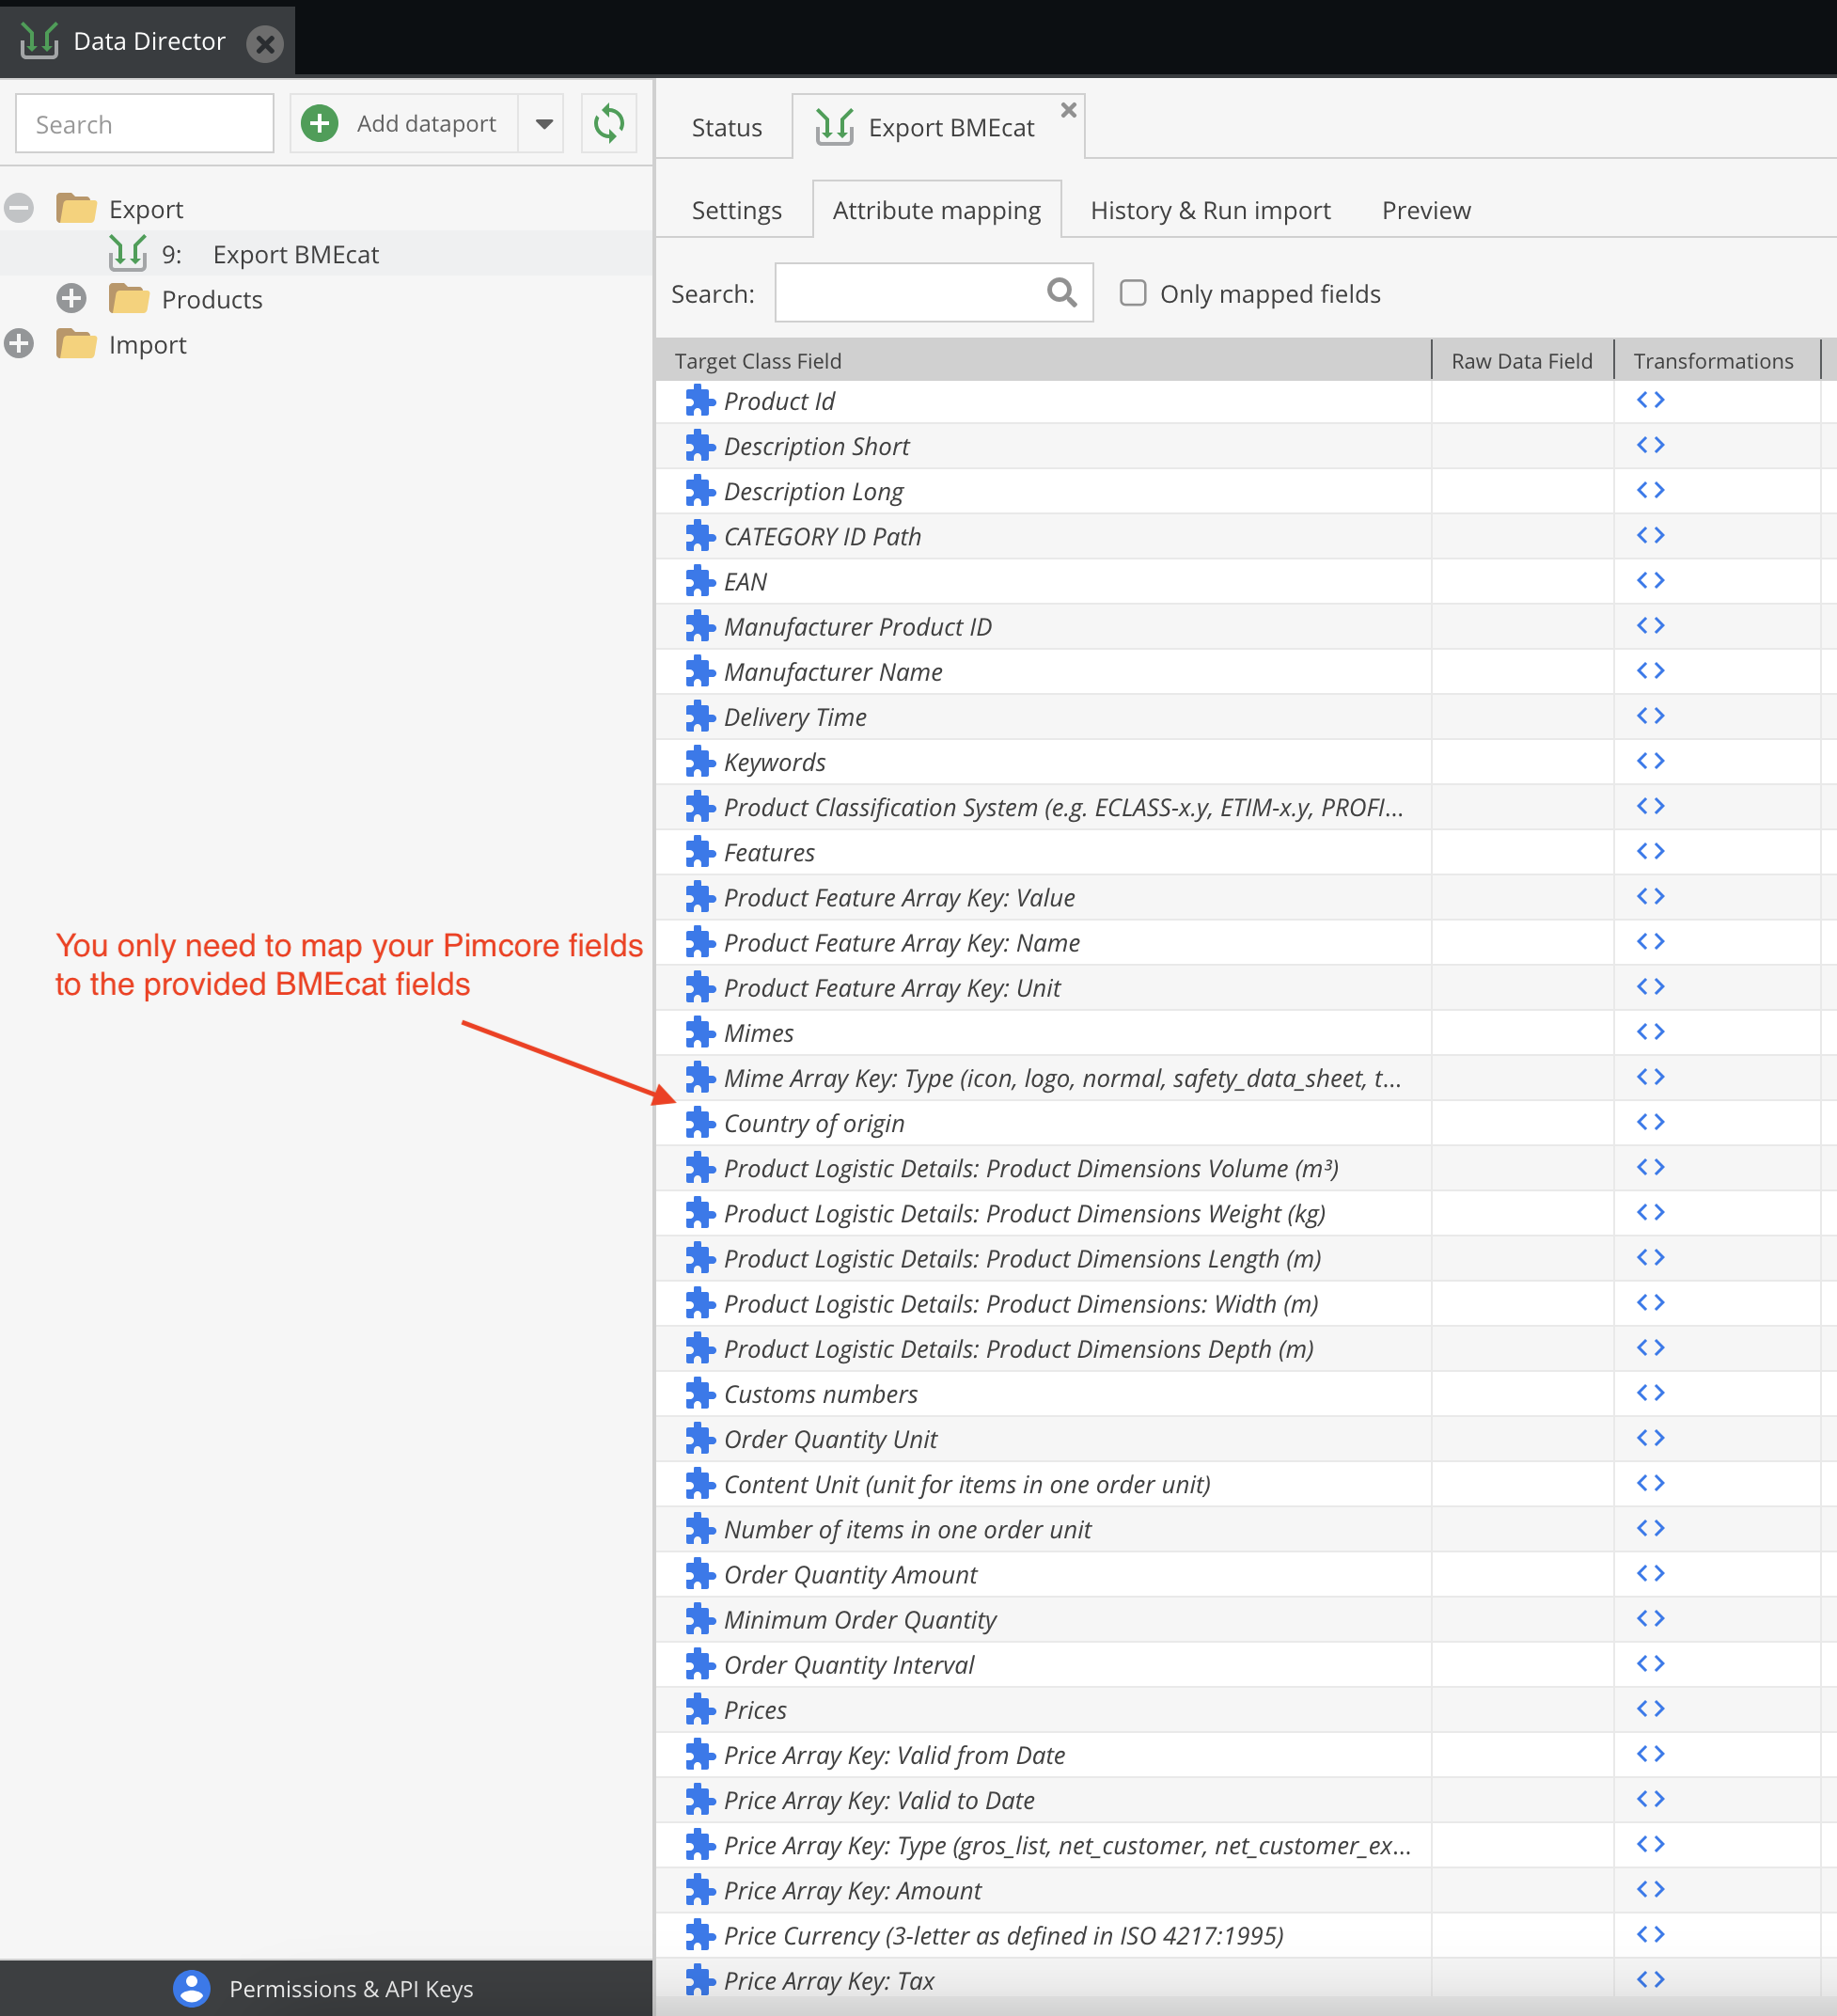 Data Director
Search
Add dataport
Export
9: Export BMEcat
Products
Import
You only need to map your Pimcore fields
to the provided BMEcat fields
Permissions & API Keys
Status
Export BMEcat
Settings
Attribute mapping
History & Run import
Preview
Search:
Only mapped fields
Target Class Field
Raw Data Field
Transformations
Product Id
Description Short
Description Long
CATEGORY ID Path
EAN
Manufacturer Product ID
Manufacturer Name
Delivery Time
Keywords
Product Classification System (e.g. ECLASS-x.y, ETIM-x.y, PROFI...
Features
Product Feature Array Key: Value
Product Feature Array Key: Name
Product Feature Array Key: Unit
Mimes
Mime Array Key: Type (icon, logo, normal, safety_data_sheet, t...
Country of origin
Product Logistic Details: Product Dimensions Volume (m³)
Product Logistic Details: Product Dimensions Weight (kg)
Product Logistic Details: Product Dimensions Length (m)
Product Logistic Details: Product Dimensions: Width (m)
Product Logistic Details: Product Dimensions Depth (m)
Customs numbers
Order Quantity Unit
Content Unit (unit for items in one order unit)
Number of items in one order unit
Order Quantity Amount
Minimum Order Quantity
Order Quantity Interval
Prices
Price Array Key: Valid from Date
Price Array Key: Valid to Date
Price Array Key: Type (gros_list, net_customer, net_customer_ex...
Price Array Key: Amount
Price Currency (3-letter as defined in ISO 4217:1995)
Price Array Key: Tax